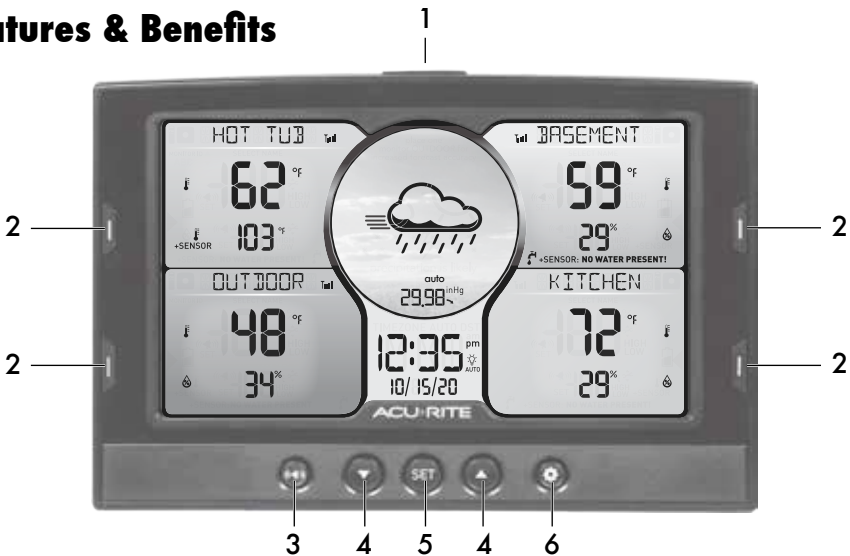 atures & Benefits
1
HOT TUB
62 °F
+SENSOR 103 °F
BASEMENT
59 °F
29%
+SENSOR: NO WATER PRESENT!
auto
29.98 inHg
OUTDOOR
48 °F
34%
12:35 pm
AUTO
10/15/20
KITCHEN
72 °F
29%
ACU·RITE
SET
2
2
2
2
3
4
5
4
6